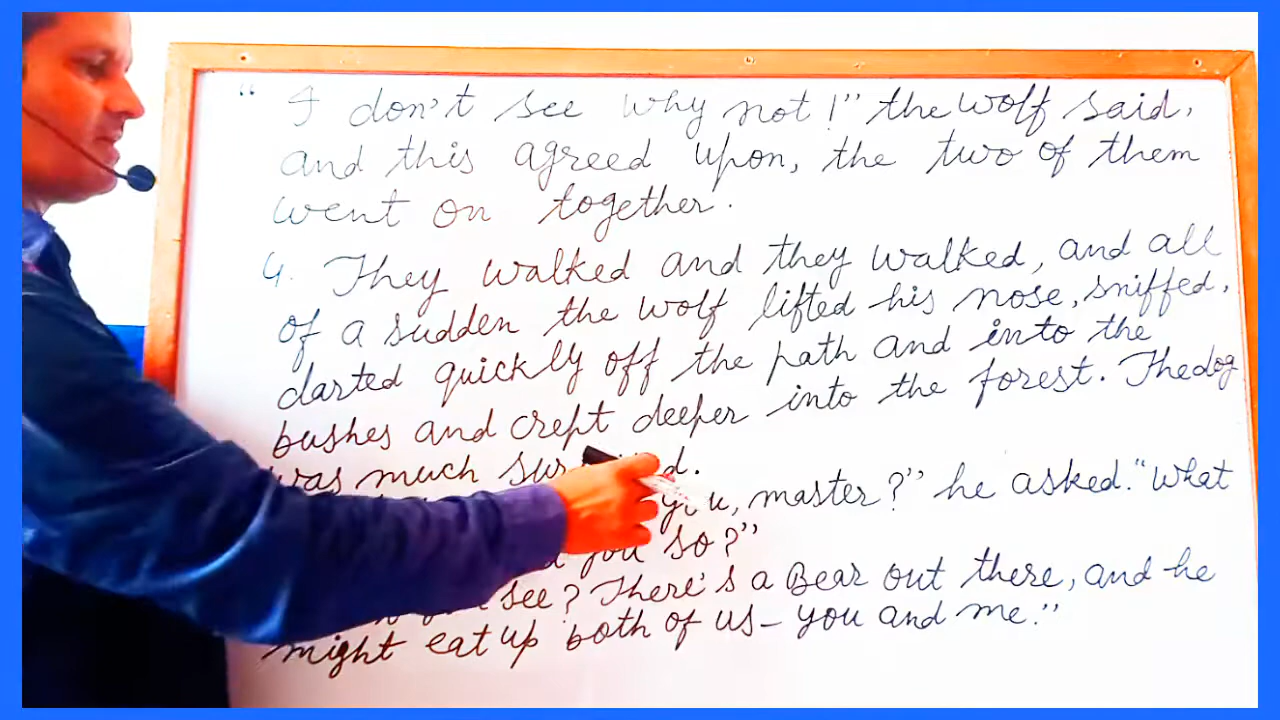 " I don't see why not!" the wolf said,
and this agreed upon, the two of them
went on together.
4. They walked and they walked, and all
of a sudden the wolf lifted his nose, sniffed,
darted quickly off the path and into the
bushes and crept deeper into the forest. The dog
was much
you, master?" he asked. "What
you so?"
see? There's a Bear out there, and he
might eat up both of us - you and me."